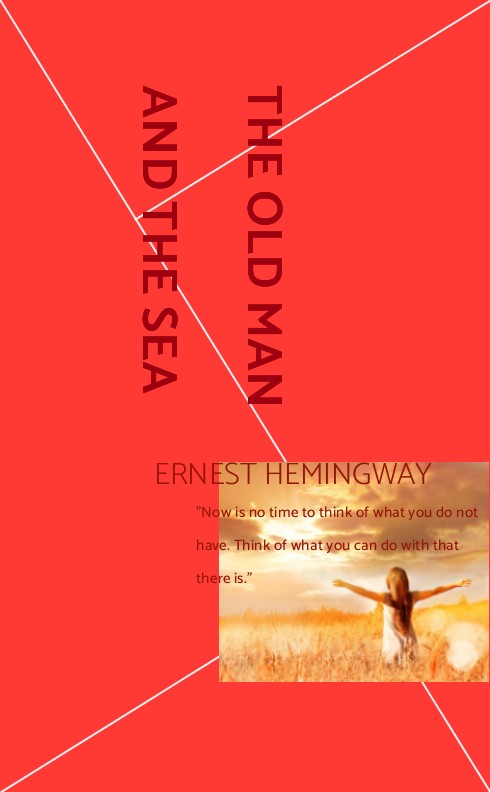 THE OLD MAN
AND THE SEA
ERNEST HEMINGWAY
"Now is no time to think of what you do not
have. Think of what you can do with that
there is."